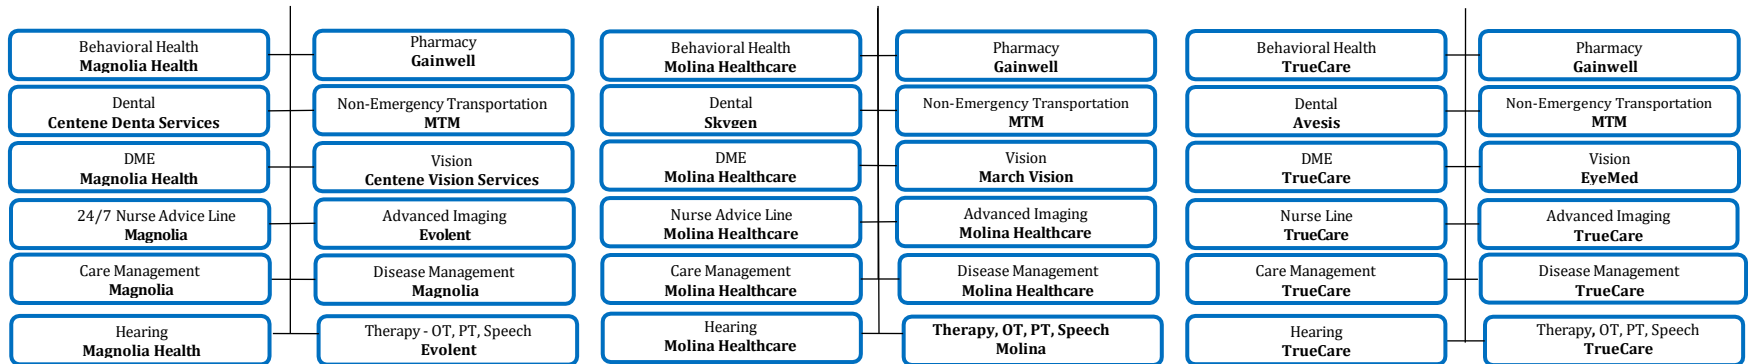 Behavioral Health
Magnolia Health
Pharmacy
Gainwell
Dental
Centene Denta Services
Non-Emergency Transportation
MTM
DME
Magnolia Health
Vision
Centene Vision Services
24/7 Nurse Advice Line
Magnolia
Advanced Imaging
Evolent
Care Management
Magnolia
Disease Management
Magnolia
Hearing
Magnolia Health
Therapy - OT, PT, Speech
Evolent
Behavioral Health
Molina Healthcare
Pharmacy
Gainwell
Dental
Skygen
Non-Emergency Transportation
MTM
DME
Molina Healthcare
Vision
March Vision
Nurse Advice Line
Molina Healthcare
Advanced Imaging
Molina Healthcare
Care Management
Molina Healthcare
Disease Management
Molina Healthcare
Hearing
Molina Healthcare
Therapy, OT, PT, Speech
Molina
Behavioral Health
TrueCare
Pharmacy
Gainwell
Dental
Avesis
Non-Emergency Transportation
MTM
DME
TrueCare
Vision
EyeMed
Nurse Line
TrueCare
Advanced Imaging
TrueCare
Care Management
TrueCare
Disease Management
TrueCare
Hearing
TrueCare
Therapy, OT, PT, Speech
TrueCare